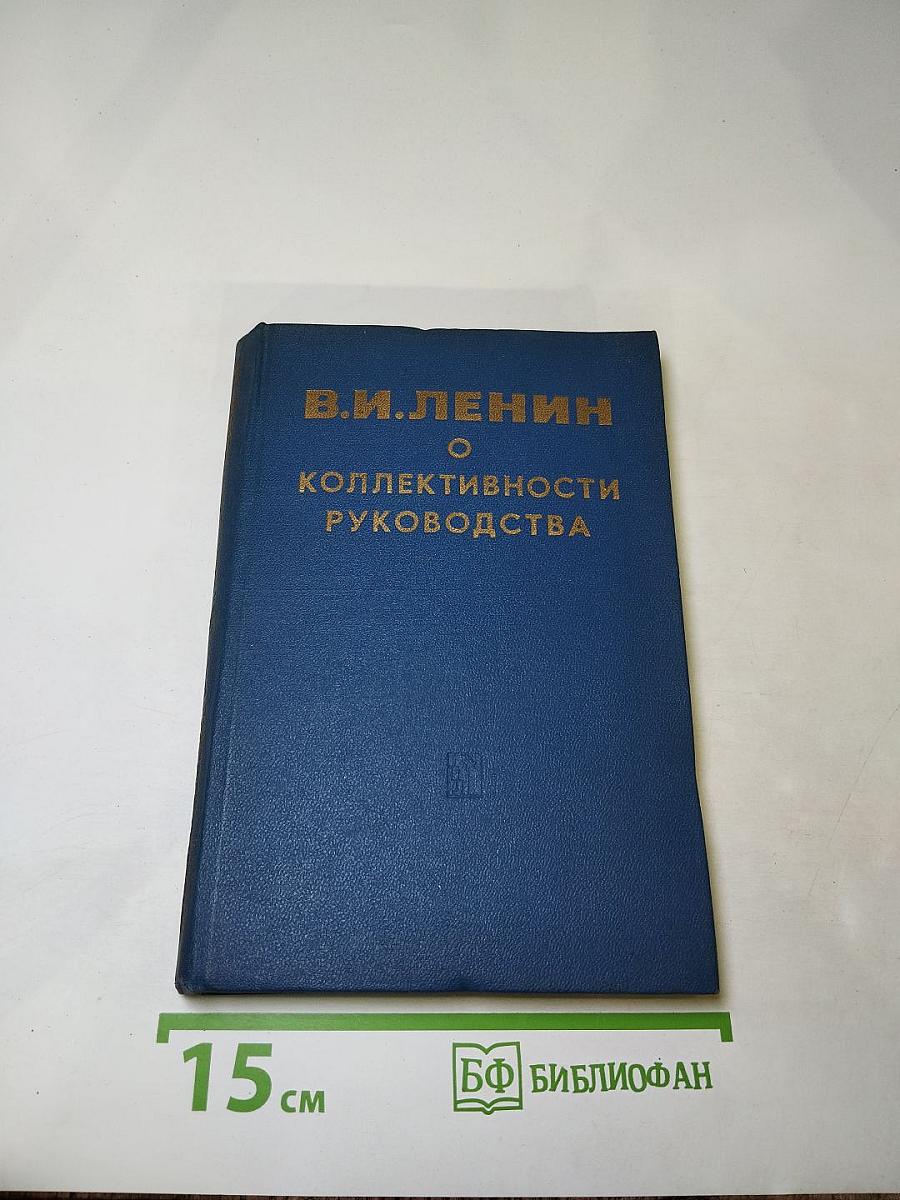 В.И.ЛЕНИН
О
КОЛЛЕКТИВНОСТИ
РУКОВОДСТВА
15 см
БФ БИБЛИОФАН